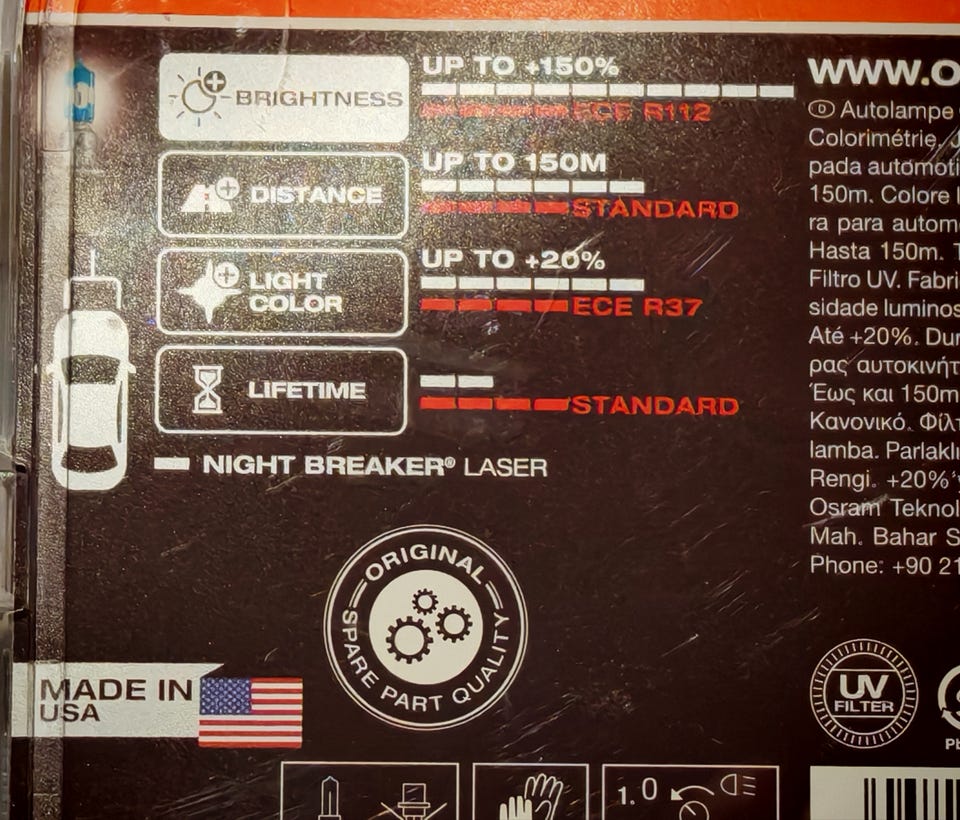 BRIGHTNESS
UP TO +150%
ECE R112
DISTANCE
UP TO 150M
STANDARD
LIGHT
COLOR
UP TO +20%
ECE R37
LIFETIME
STANDARD
NIGHT BREAKER® LASER
ORIGINAL
SPARE PART QUALITY
MADE IN
USA
WWW.O
D Autolampe
Colorimétrie. J
pada automoti
150m. Colore l
ra para autom
Hasta 150m. T
Filtro UV. Fabri
sidade luminos
Até +20%. Dur
ρας αυτοκινήτ
Έως και 150m
Κανονικό. Φίλτ
lamba. Parlaklı
Rengi. +20%'y
Osram Teknol
Mah. Bahar S
Phone: +90 21
UV
FILTER
Pb
1. 0